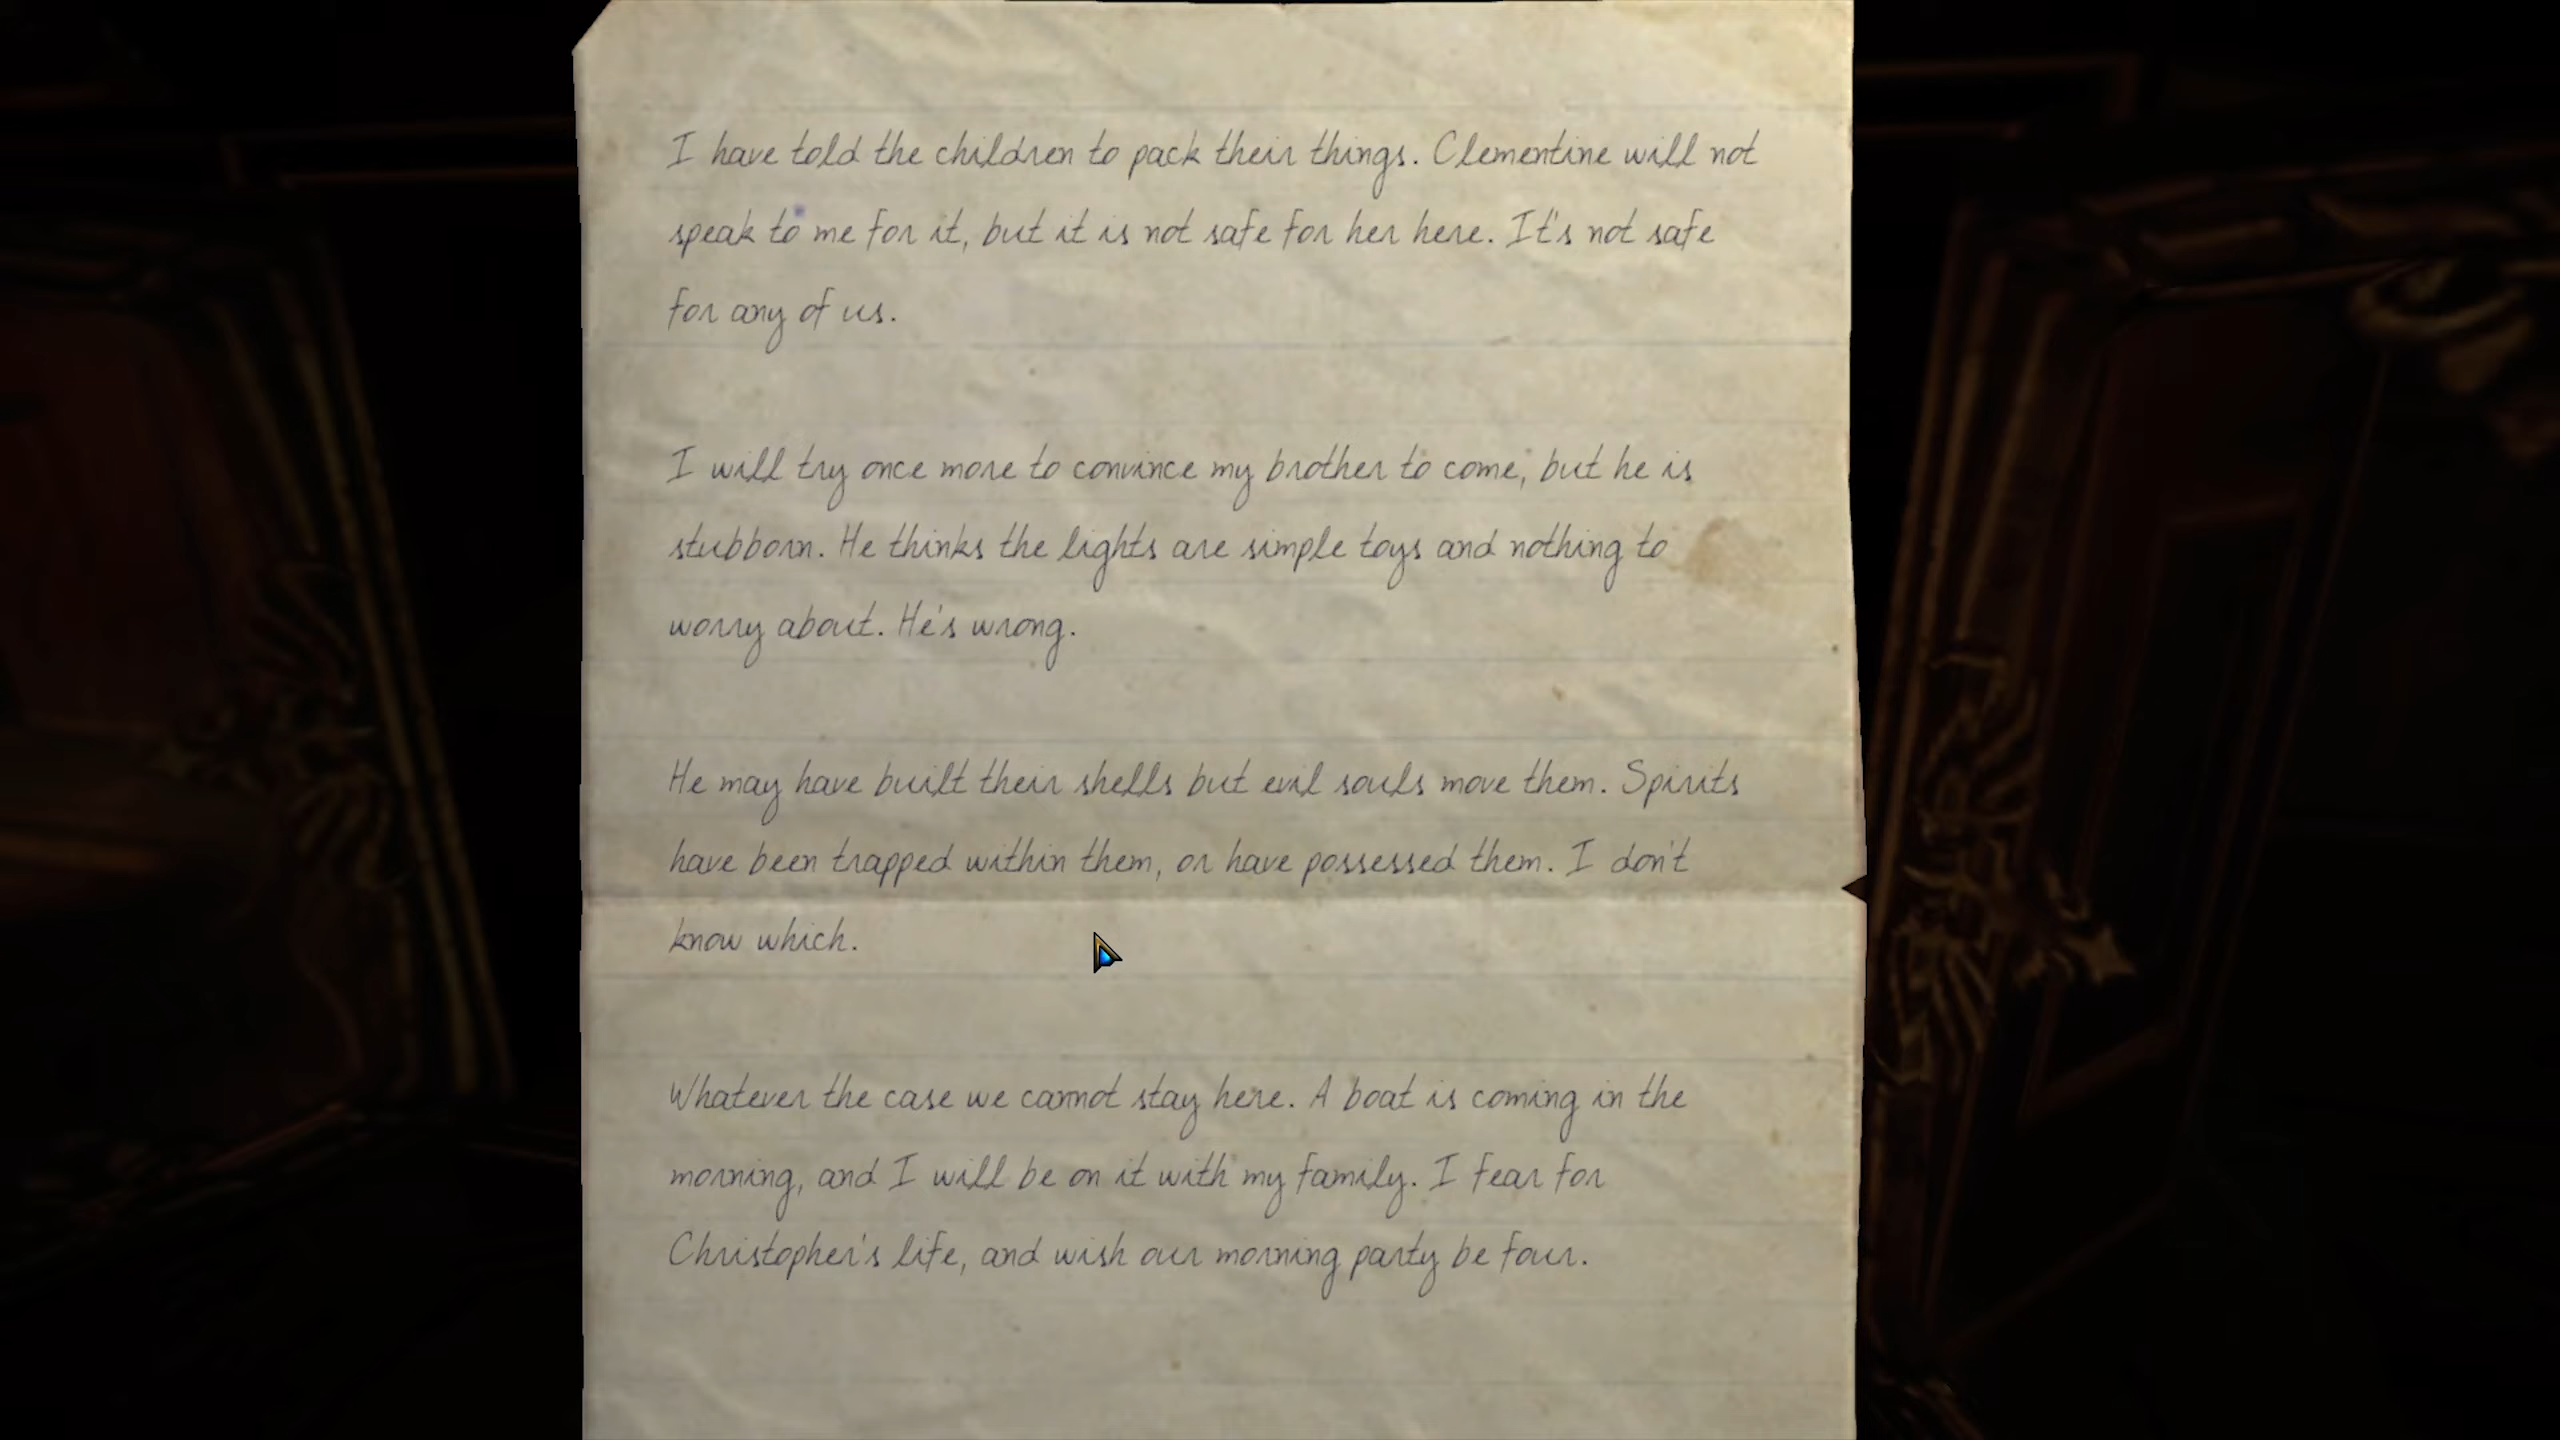 I have told the children to pack their things. Clementine will not
speak to me for it, but it is not safe for her here. It's not safe
for any of us.
I will try once more to convince my brother to come, but he is
stubborn. He thinks the lights are simple toys and nothing to
worry about. He's wrong.
He may have built their shells but evil souls move them. Spirits
have been trapped within them, or have possessed them. I don't
know which.
Whatever the case we cannot stay here. A boat is coming in the
morning, and I will be on it with my family. I fear for
Christopher's life, and wish our morning party be four.